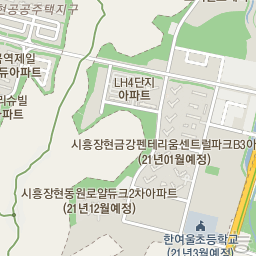 현공공주택지구
역제일
두아파트
LH4단지
아파트
리슈빌
아파트
시흥장현금강펜테리움센트럴파크B3아
(21년01월예정)
시흥장현동원로얄듀크2차아파트
(21년12월예정)
한여울초등학교
(21년3월예정)